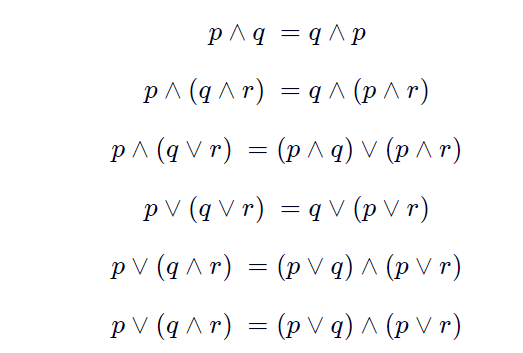 p ∧ q = q ∧ p
p ∧ (q ∧ r) = q ∧ (p ∧ r)
p ∧ (q ∨ r) = (p ∧ q) ∨ (p ∧ r)
p ∨ (q ∨ r) = q ∨ (p ∨ r)
p ∨ (q ∧ r) = (p ∨ q) ∧ (p ∨ r)
p ∨ (q ∧ r) = (p ∨ q) ∧ (p ∨ r)